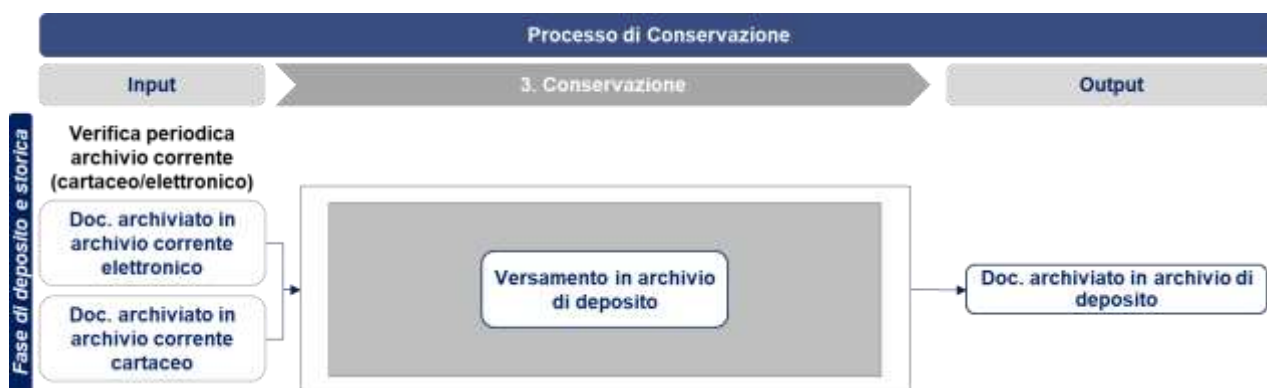 Processo di Conservazione
Input
3. Conservazione
Output
Fase di deposito e storica
Verifica periodica
archivio corrente
(cartaceo/elettronico)
Doc. archiviato in
archivio corrente
elettronico
Doc. archiviato in
archivio corrente
cartaceo
Versamento in archivio
di deposito
Doc. archiviato in archivio di
deposito